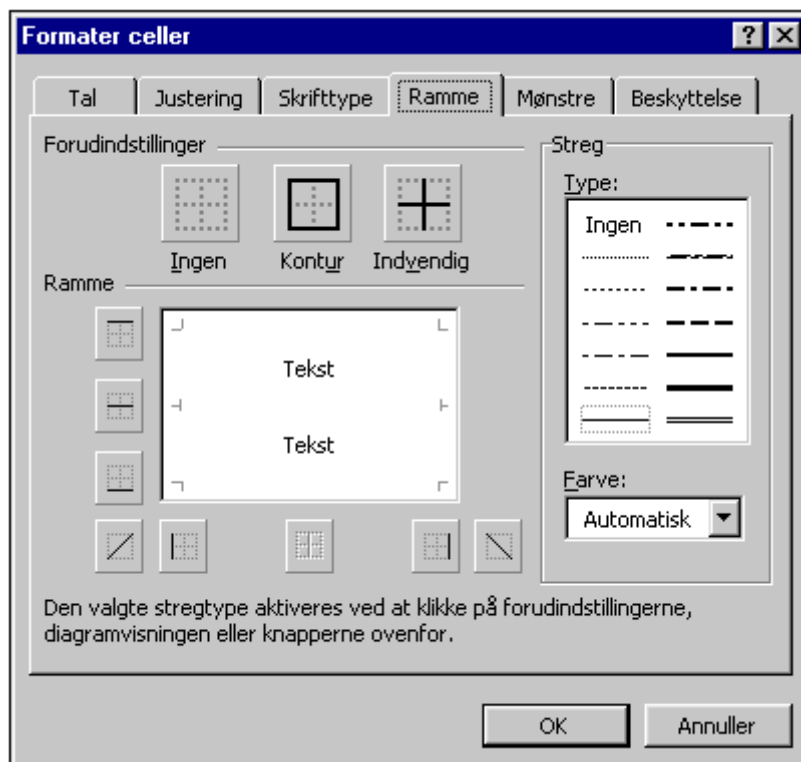 Formater celler
Tal Justering Skrifttype Ramme Mønstre Beskyttelse
Forudindstillinger
Ingen Kontur Indvendig
Ramme
Tekst
Tekst
Streg
Type:
Ingen
Farve:
Automatisk
Den valgte stregtype aktiveres ved at klikke på forudindstillingerne,
diagramvisningen eller knapperne ovenfor.
OK Annuller